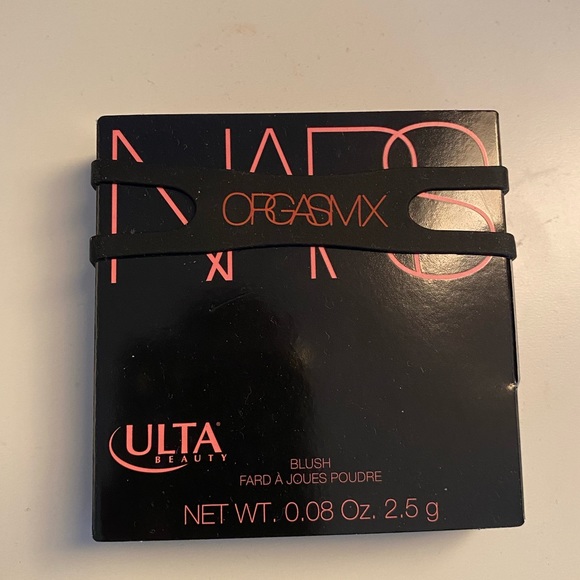 NARS
ORGASM X
ULTA®
BEAUTY
BLUSH
FARD À JOUES POUDRE
NET WT. 0.08 Oz. 2.5 g